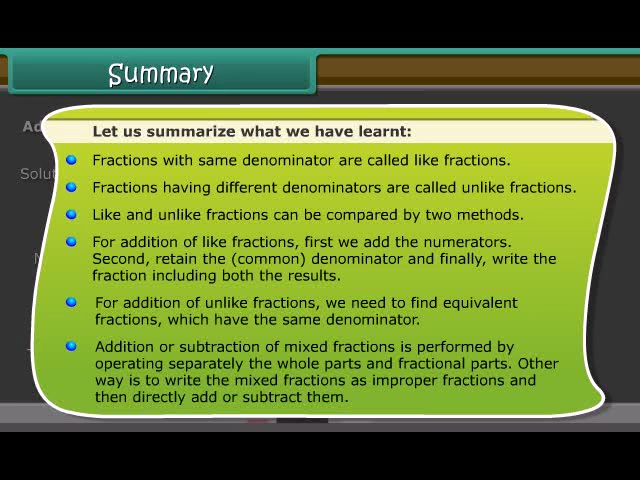 Summary
Ad
Let us summarize what we have learnt:
Solut
Fractions with same denominator are called like fractions.
Fractions having different denominators are called unlike fractions.
Like and unlike fractions can be compared by two methods.
For addition of like fractions, first we add the numerators.
Second, retain the (common) denominator and finally, write the
fraction including both the results.
For addition of unlike fractions, we need to find equivalent
fractions, which have the same denominator.
Addition or subtraction of mixed fractions is performed by
operating separately the whole parts and fractional parts. Other
way is to write the mixed fractions as improper fractions and
then directly add or subtract them.